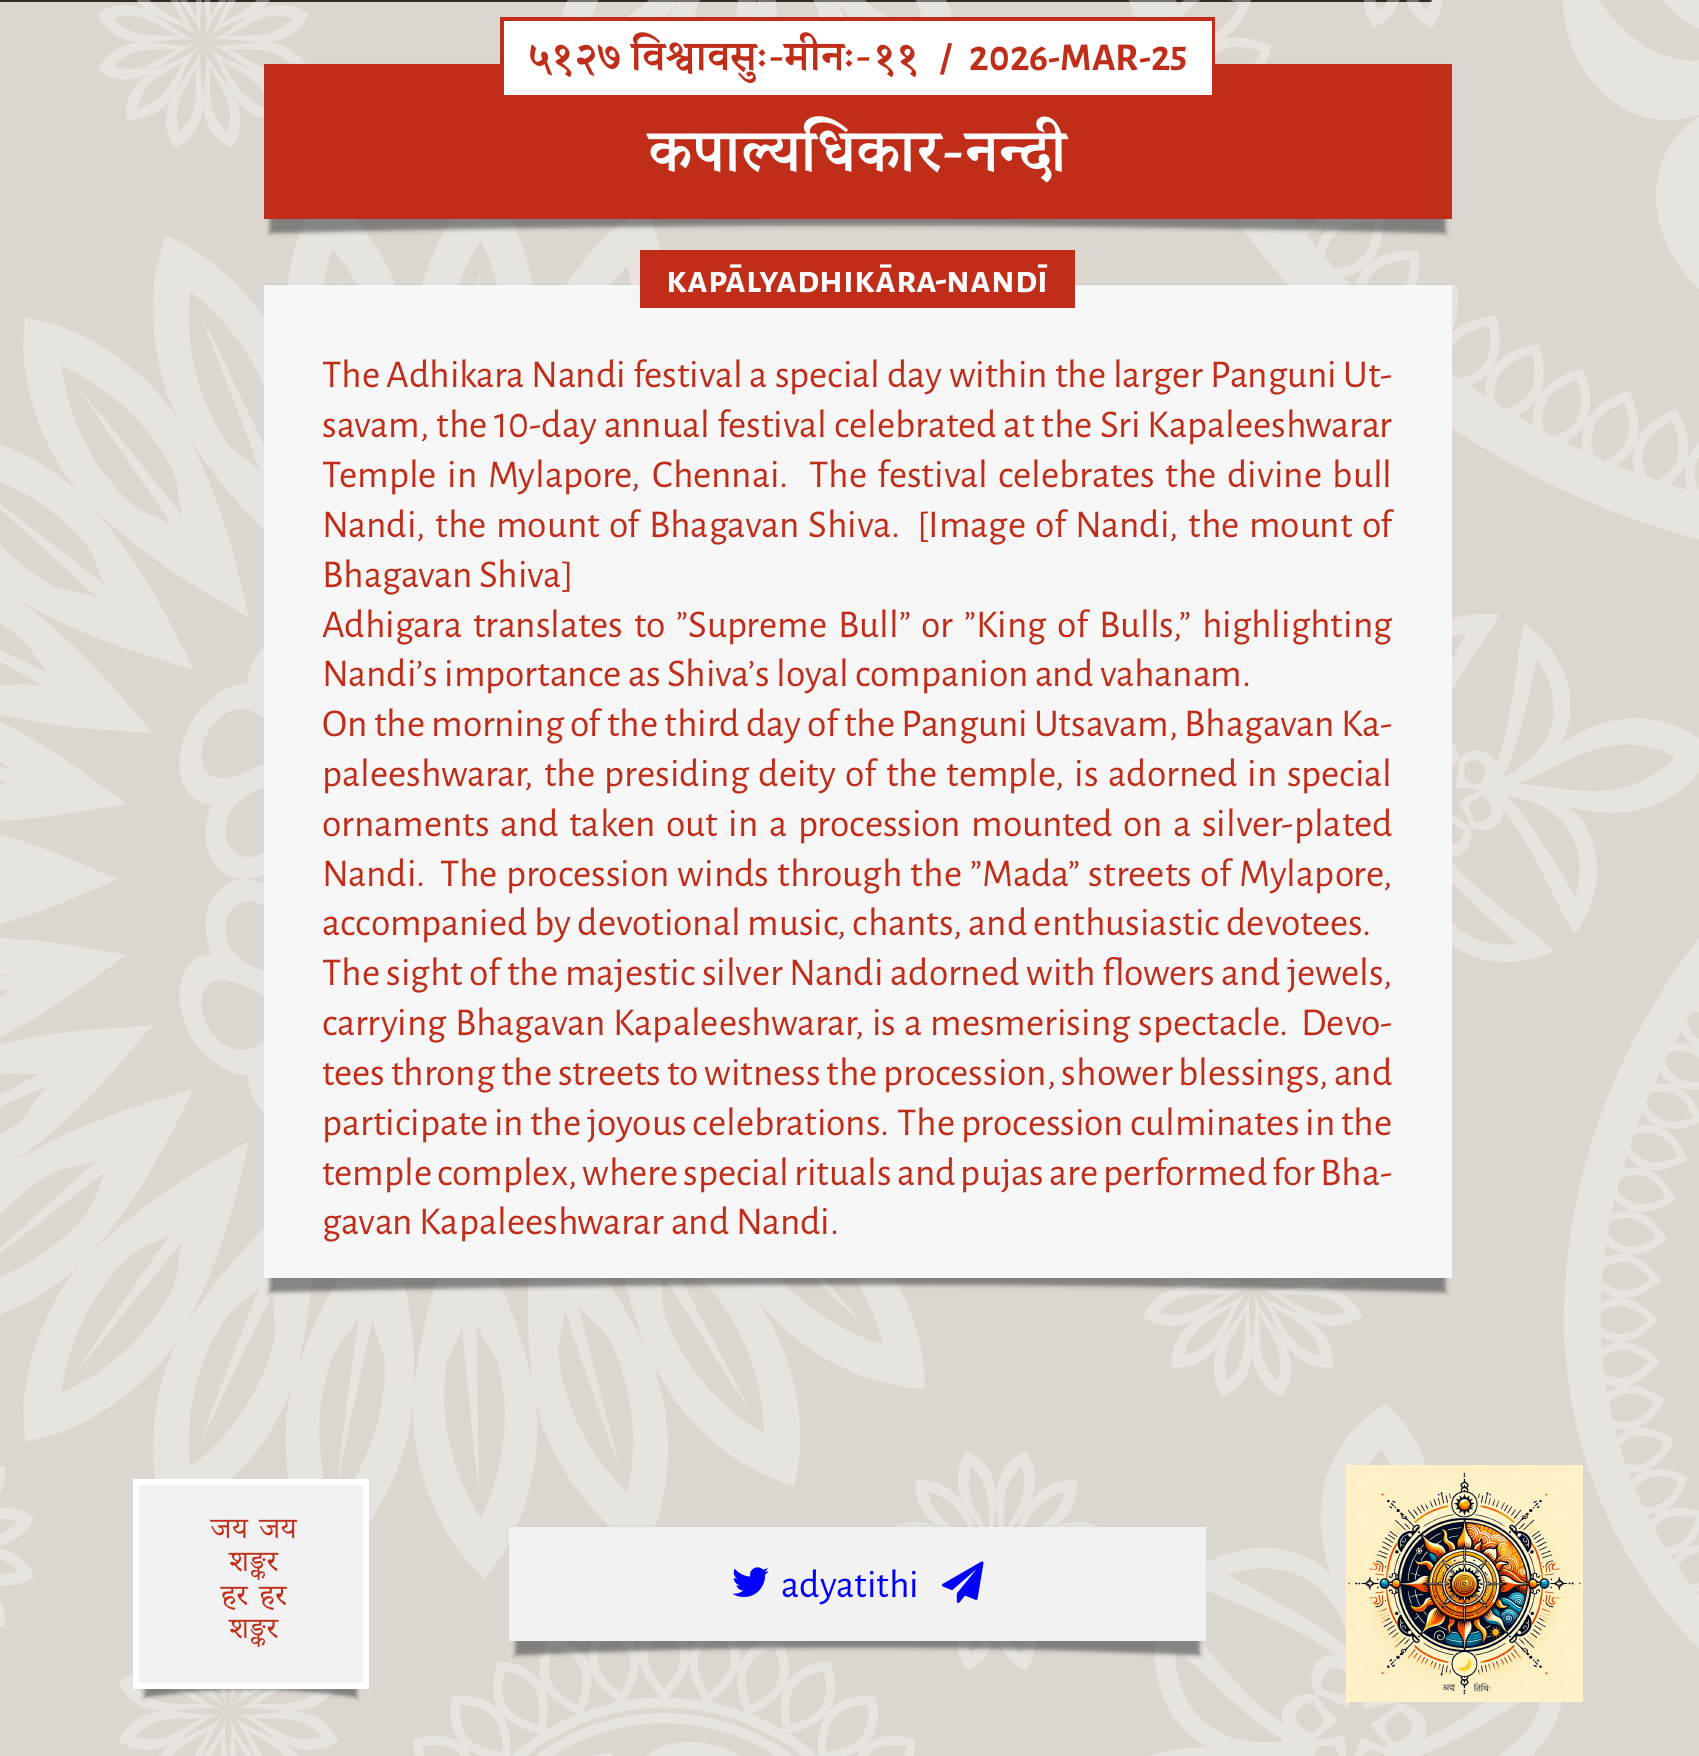 ५१२७ विश्वावसुः-मीनः-११ / 2026-MAR-25
कपाल्यधिकार-नन्दी
KAPĀLYADHIKĀRA-NANDĪ
The Adhikara Nandi festival a special day within the larger Panguni Ut-
savam, the 10-day annual festival celebrated at the Sri Kapaleeshwarar
Temple in Mylapore, Chennai. The festival celebrates the divine bull
Nandi, the mount of Bhagavan Shiva. [Image of Nandi, the mount of
Bhagavan Shiva]
Adhigara translates to ”Supreme Bull” or ”King of Bulls,” highlighting
Nandi’s importance as Shiva’s loyal companion and vahanam.
On the morning of the third day of the Panguni Utsavam, Bhagavan Ka-
paleeshwarar, the presiding deity of the temple, is adorned in special
ornaments and taken out in a procession mounted on a silver-plated
Nandi. The procession winds through the ”Mada” streets of Mylapore,
accompanied by devotional music, chants, and enthusiastic devotees.
The sight of the majestic silver Nandi adorned with flowers and jewels,
carrying Bhagavan Kapaleeshwarar, is a mesmerising spectacle. Devo-
tees throng the streets to witness the procession, shower blessings, and
participate in the joyous celebrations. The procession culminates in the
temple complex, where special rituals and pujas are performed for Bha-
gavan Kapaleeshwarar and Nandi.
जय जय
शङ्कर
हर हर
शङ्कर
adyatithi
अद्य तिथिः